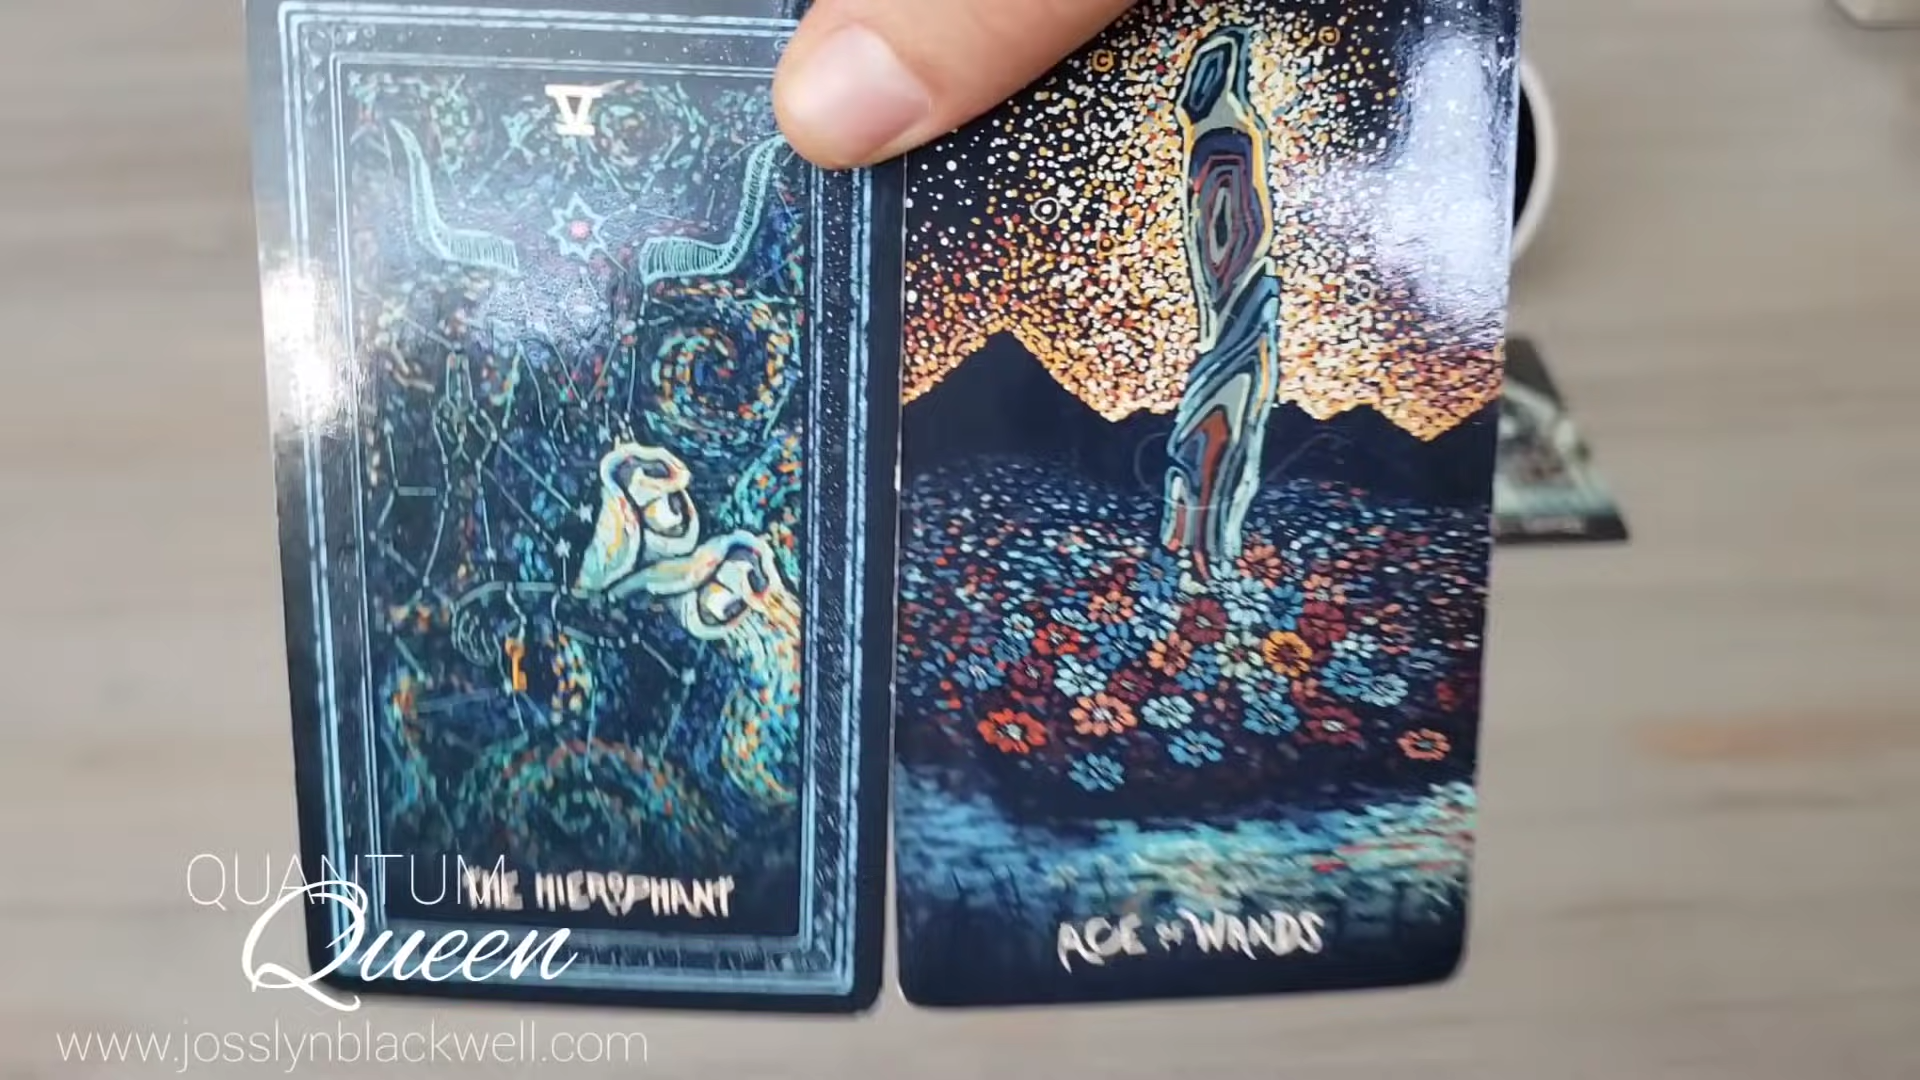 V
THE HIEROPHANT
ACE OF WANDS
QUANTUM
Queen
www.josslynblackwell.com